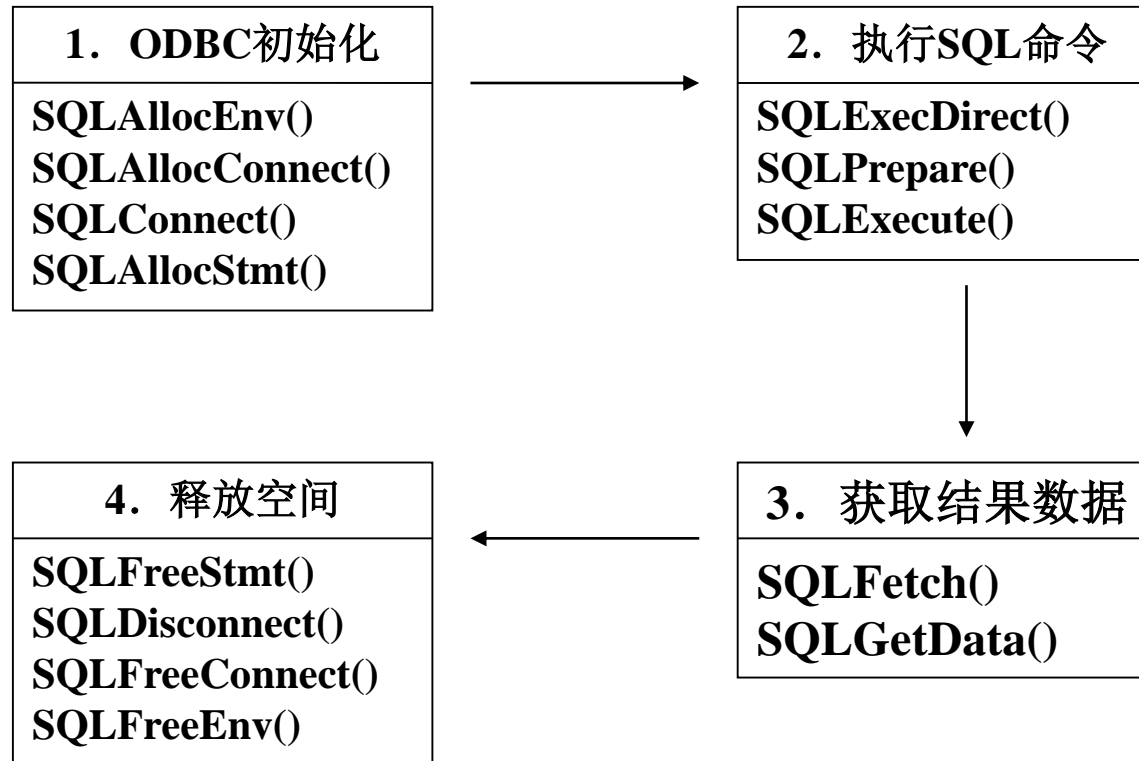 1．ODBC初始化
SQLAllocEnv()
SQLAllocConnect()
SQLConnect()
SQLAllocStmt()
2．执行SQL命令
SQLExecDirect()
SQLPrepare()
SQLExecute()
3．获取结果数据
SQLFetch()
SQLGetData()
4．释放空间
SQLFreeStmt()
SQLDisconnect()
SQLFreeConnect()
SQLFreeEnv()